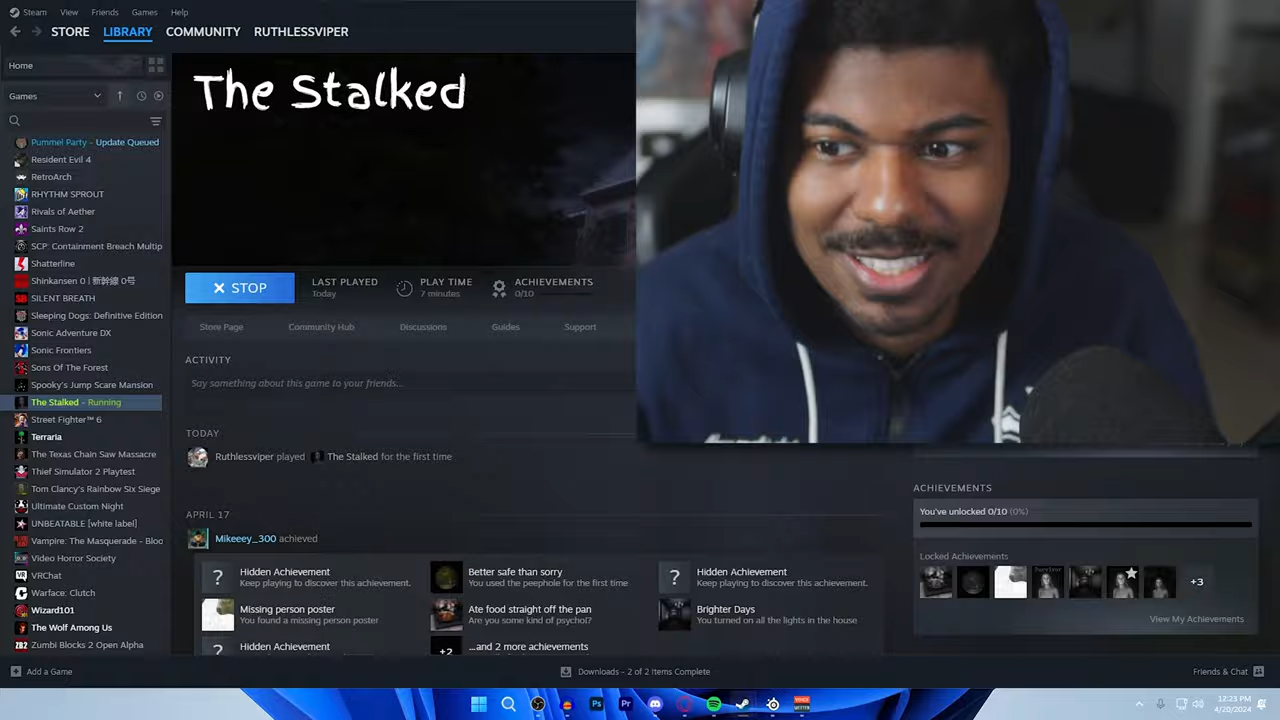 Steam View Friends Games Help
STORE LIBRARY COMMUNITY RUTHLESSVIPER
Home
Games
Pummel Party - Update Queued
Resident Evil 4
RetroArch
RHYTHM SPROUT
Rivals of Aether
Saints Row 2
SCP: Containment Breach Multip
Shatterline
Shinkansen 0 | 新幹線 0号
SILENT BREATH
Sleeping Dogs: Definitive Edition
Sonic Adventure DX
Sonic Frontiers
Sons Of The Forest
Spooky's Jump Scare Mansion
The Stalked - Running
Street Fighter™ 6
Terraria
The Texas Chain Saw Massacre
Thief Simulator 2 Playtest
Tom Clancy's Rainbow Six Siege
Ultimate Custom Night
UNBEATABLE [white label]
Vampire: The Masquerade - Bloo
Video Horror Society
VRChat
Warface: Clutch
Wizard101
The Wolf Among Us
Zumbi Blocks 2 Open Alpha
The Stalked
STOP
LAST PLAYED
Today
PLAY TIME
7 minutes
ACHIEVEMENTS
0/10
Store Page Community Hub Discussions Guides Support
ACTIVITY
Say something about this game to your friends...
TODAY
Ruthlessviper played The Stalked for the first time
APRIL 17
Mikeeey_300 achieved
Hidden Achievement
Keep playing to discover this achievement.
Better safe than sorry
You used the peephole for the first time
Hidden Achievement
Keep playing to discover this achievement.
Missing person poster
You found a missing person poster
Ate food straight off the pan
Are you some kind of psycho!?
Brighter Days
You turned on all the lights in the house
Hidden Achievement
+2
...and 2 more achievements
ACHIEVEMENTS
You've unlocked 0/10 (0%)
Locked Achievements
+3
View My Achievements
Add a Game
Downloads - 2 of 2 Items Complete
Friends & Chat
12:23 PM
4/20/2024